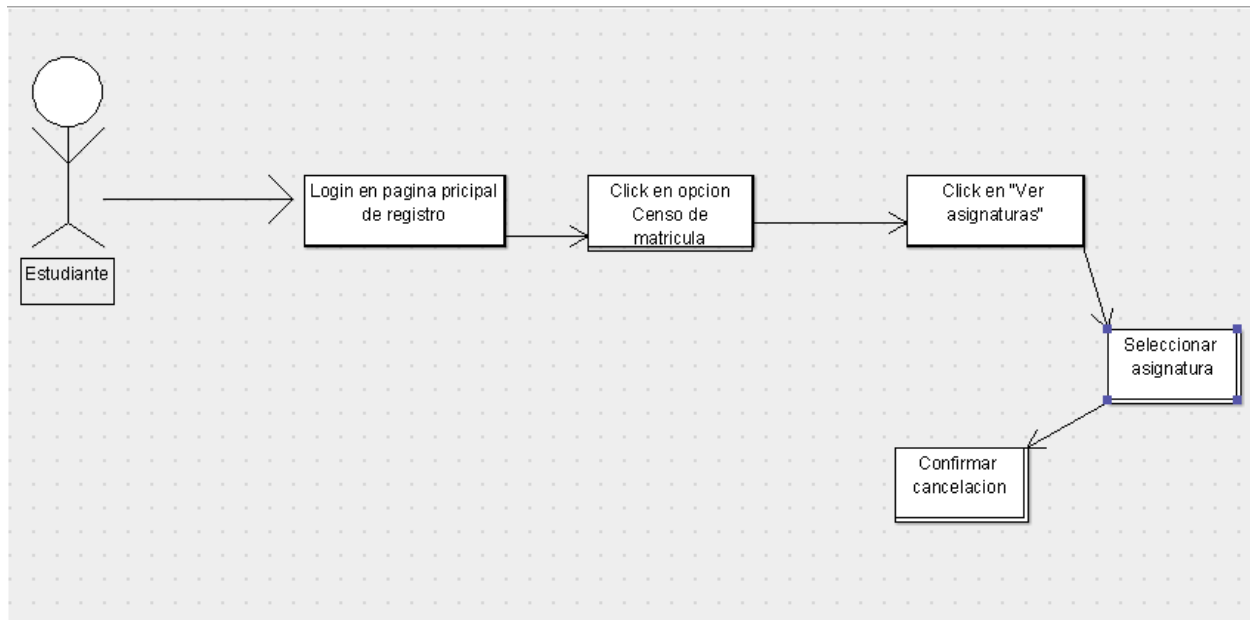 Estudiante
Login en pagina pricipal
de registro
Click en opcion
Censo de
matricula
Click en "Ver
asignaturas"
Seleccionar
asignatura
Confirmar
cancelacion